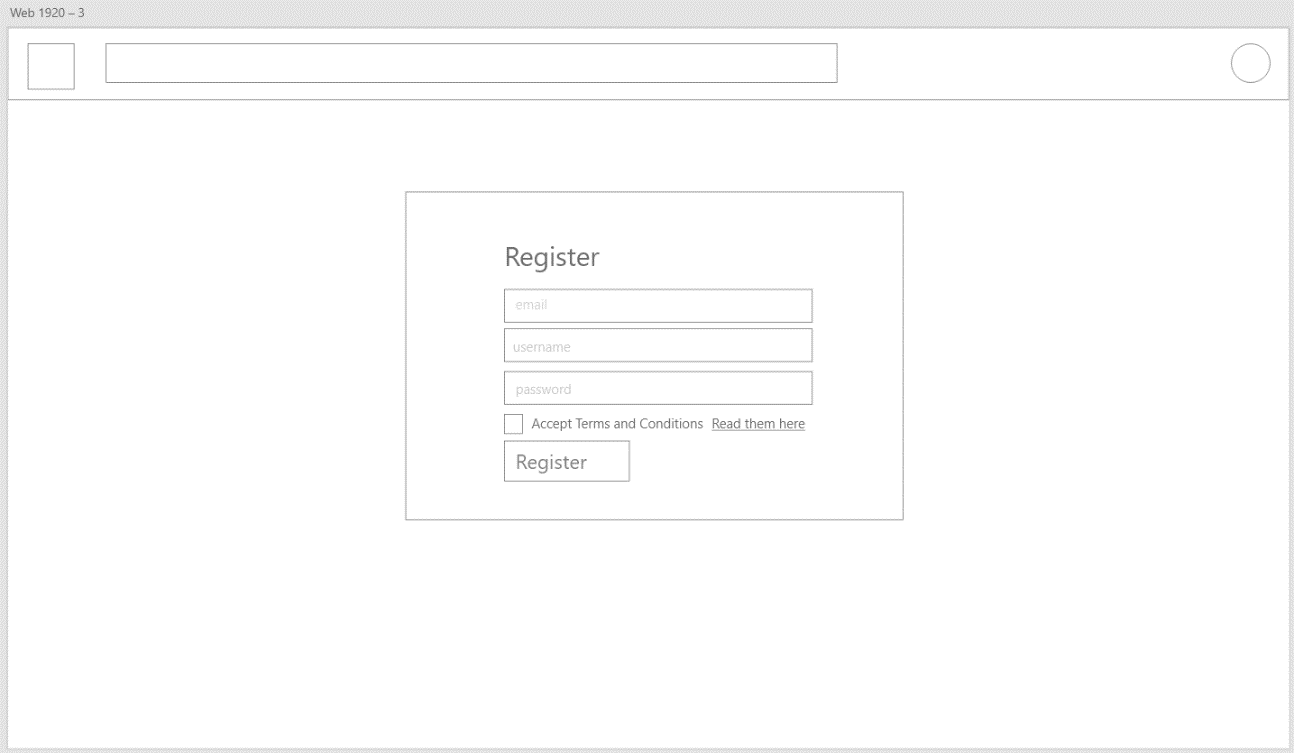 Web 1920 – 3
Register
email
username
password
Accept Terms and Conditions Read them here
Register